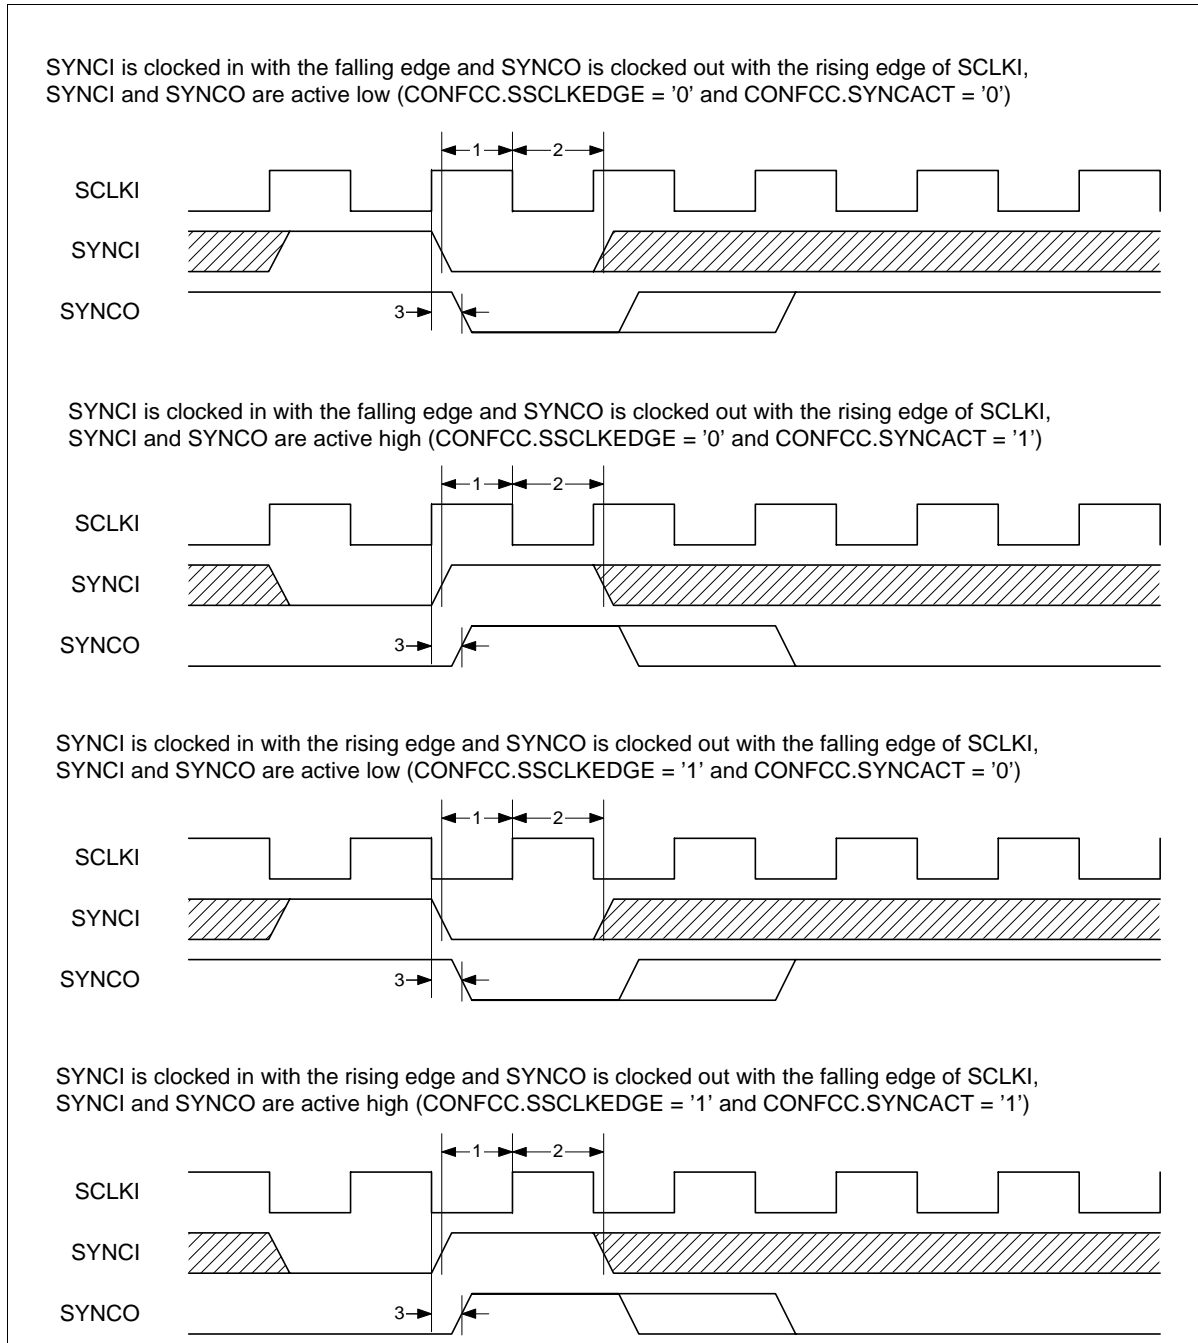 SYNCI is clocked in with the falling edge and SYNCO is clocked out with the rising edge of SCLKI,
SYNCI and SYNCO are active low (CONFCC.SSCLKEDGE = '0' and CONFCC.SYNCACT = '0')
1 2
SCLKI
SYNCI
SYNCO
3
SYNCI is clocked in with the falling edge and SYNCO is clocked out with the rising edge of SCLKI,
SYNCI and SYNCO are active high (CONFCC.SSCLKEDGE = '0' and CONFCC.SYNCACT = '1')
1 2
SCLKI
SYNCI
SYNCO
3
SYNCI is clocked in with the rising edge and SYNCO is clocked out with the falling edge of SCLKI,
SYNCI and SYNCO are active low (CONFCC.SSCLKEDGE = '1' and CONFCC.SYNCACT = '0')
1 2
SCLKI
SYNCI
SYNCO
3
SYNCI is clocked in with the rising edge and SYNCO is clocked out with the falling edge of SCLKI,
SYNCI and SYNCO are active high (CONFCC.SSCLKEDGE = '1' and CONFCC.SYNCACT = '1')
1 2
SCLKI
SYNCI
SYNCO
3